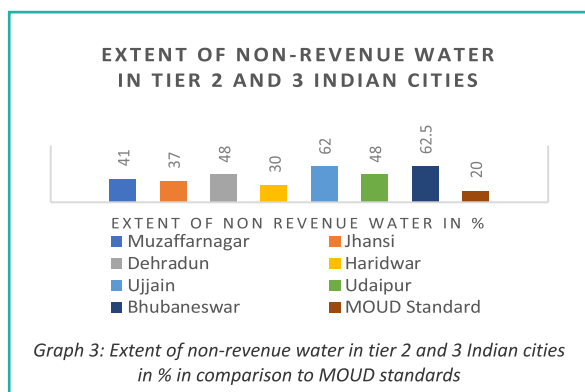 EXTENT OF NON-REVENUE WATER
IN TIER 2 AND 3 INDIAN CITIES
41
37
48
30
62
48
62.5
20
EXTENT OF NON REVENUE WATER IN %
Muzaffarnagar Jhansi
Dehradun Haridwar
Ujjain Udaipur
Bhubaneswar MOUD Standard
Graph 3: Extent of non-revenue water in tier 2 and 3 Indian cities
in % in comparison to MOUD standards